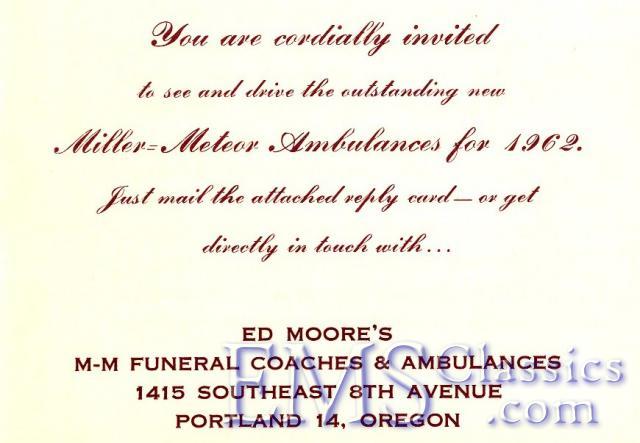 You are cordially invited
to see and drive the outstanding new
Miller=Meteor Ambulances for 1962.
Just mail the attached reply card — or get
directly in touch with...
ED MOORE'S
M-M FUNERAL COACHES & AMBULANCES
1415 SOUTHEAST 8TH AVENUE
PORTLAND 14, OREGON
EMSClassics
.com